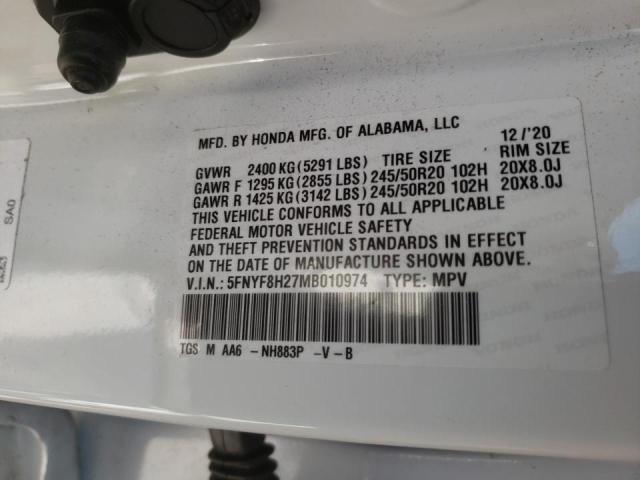 MFD. BY HONDA MFG. OF ALABAMA, LLC 12/'20
GVWR 2400 KG (5291 LBS) TIRE SIZE RIM SIZE
GAWR F 1295 KG (2855 LBS) 245/50R20 102H 20X8.0J
GAWR R 1425 KG (3142 LBS) 245/50R20 102H 20X8.0J
THIS VEHICLE CONFORMS TO ALL APPLICABLE
FEDERAL MOTOR VEHICLE SAFETY
AND THEFT PREVENTION STANDARDS IN EFFECT
ON THE DATE OF MANUFACTURE SHOWN ABOVE.
V.I.N.: 5FNYF8H27MB010974 TYPE: MPV
TGS M AA6 -NH883P -V-B
SA0